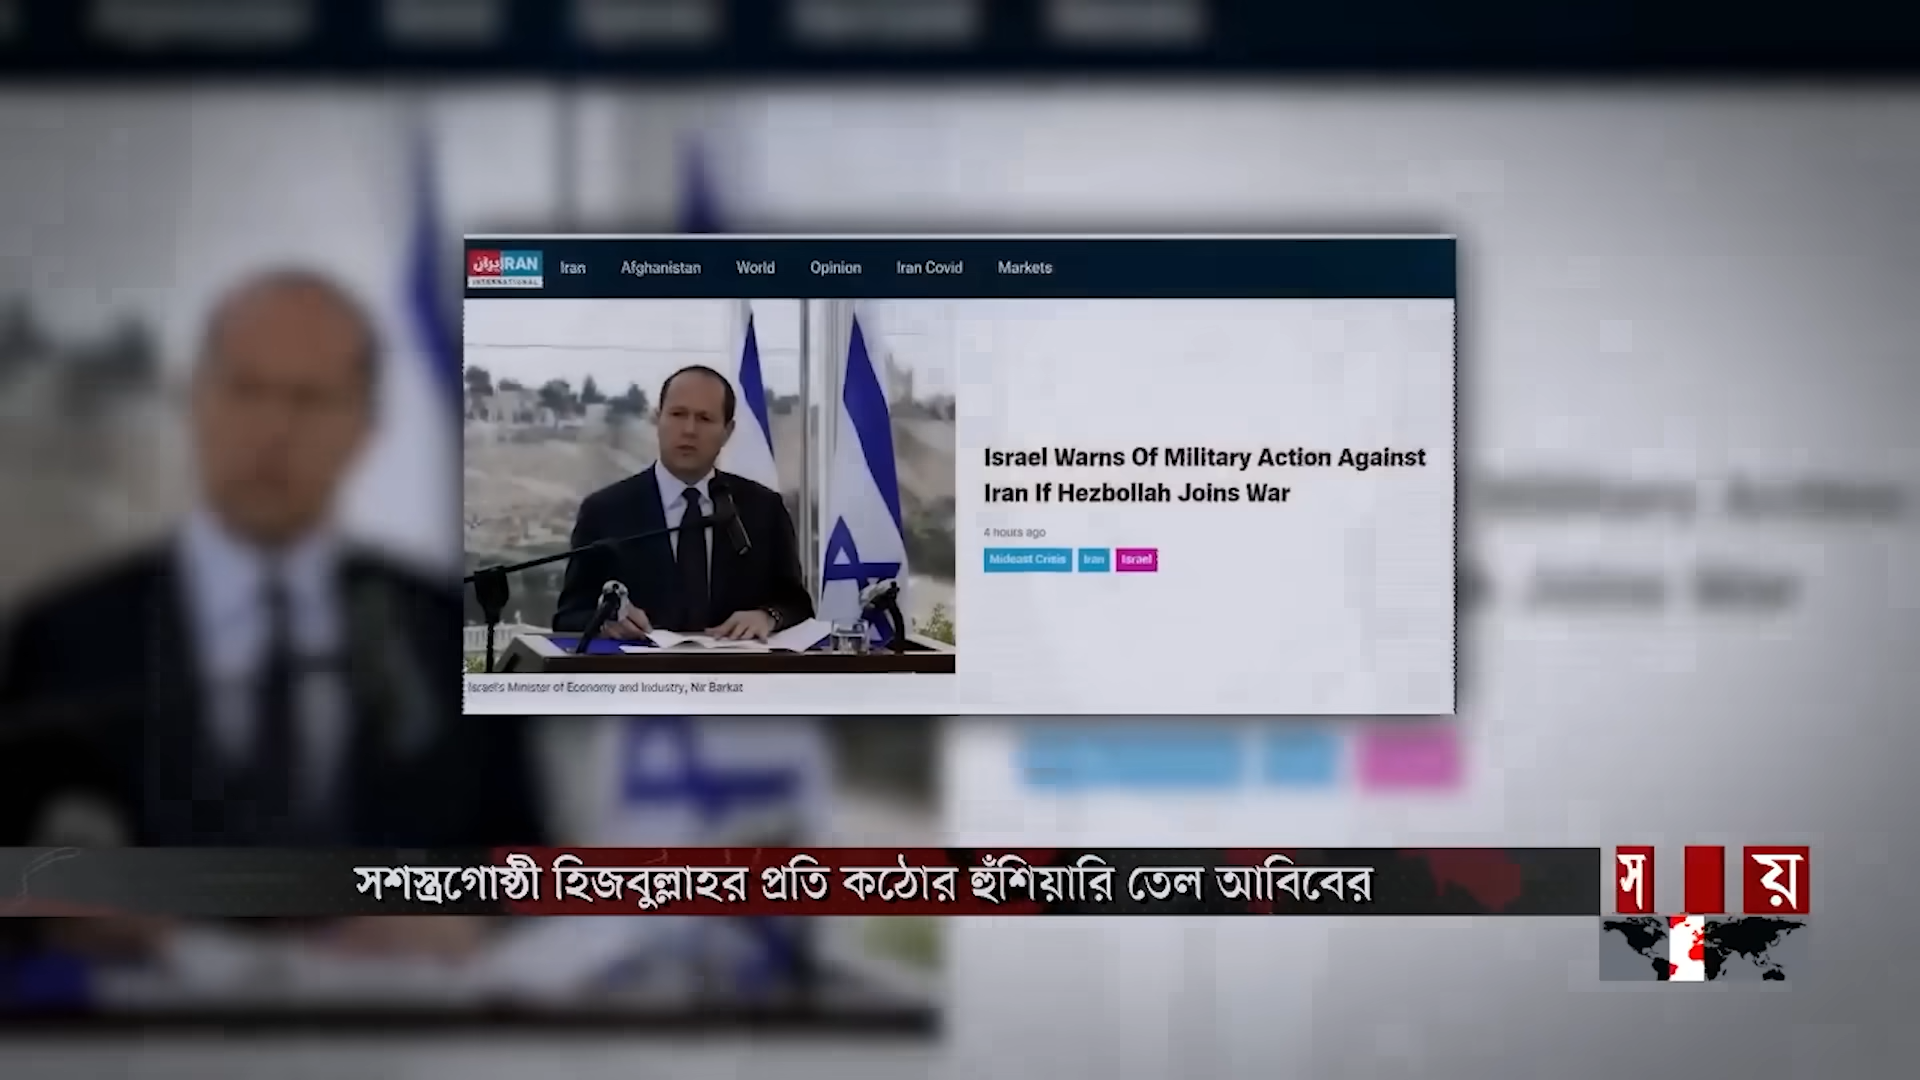 ایران IRAN
INTERNATIONAL
Iran Afghanistan World Opinion Iran Covid Markets
Israel Warns Of Military Action Against
Iran If Hezbollah Joins War
4 hours ago
Mideast Crisis Iran Israel
Israel's Minister of Economy and Industry, Nir Barkat
সশস্ত্রগোষ্ঠী হিজবুল্লাহর প্রতি কঠোর হুঁশিয়ারি তেল আবিবের
স য়